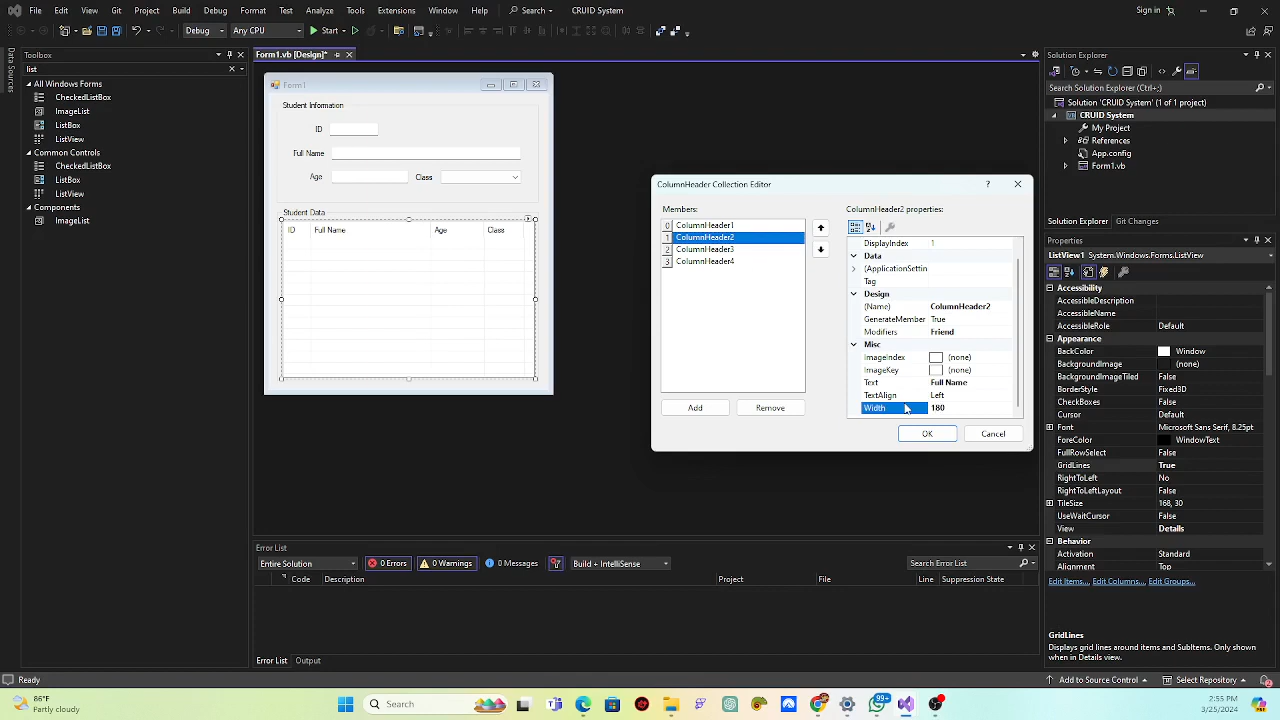 File Edit View Git Project Build Debug Format Test Analyze Tools Extensions Window Help Search CRUID System Sign in
Debug Any CPU Start
Data Sources
Toolbox
list
All Windows Forms
CheckedListBox
ImageList
ListBox
ListView
Common Controls
CheckedListBox
ListBox
ListView
Components
ImageList
Form1.vb [Design]*
Form1
Student Information
ID
Full Name
Age Class
Student Data
ID Full Name Age Class
ColumnHeader Collection Editor ?
Members:
0 ColumnHeader1
1 ColumnHeader2
2 ColumnHeader3
3 ColumnHeader4
Add Remove
ColumnHeader2 properties:
DisplayIndex 1
Data
(ApplicationSettin
Tag
Design
(Name) ColumnHeader2
GenerateMember True
Modifiers Friend
Misc
ImageIndex (none)
ImageKey (none)
Text Full Name
TextAlign Left
Width 180
OK Cancel
Solution Explorer
Search Solution Explorer (Ctrl+;)
Solution 'CRUID System' (1 of 1 project)
CRUID System
My Project
References
App.config
Form1.vb
Solution Explorer Git Changes
Properties
ListView1 System.Windows.Forms.ListView
Accessibility
AccessibleDescription
AccessibleName
AccessibleRole Default
Appearance
BackColor Window
BackgroundImage (none)
BackgroundImageTiled False
BorderStyle Fixed3D
CheckBoxes False
Cursor Default
Font Microsoft Sans Serif, 8.25pt
ForeColor WindowText
FullRowSelect False
GridLines True
RightToLeft No
RightToLeftLayout False
TileSize 168, 30
UseWaitCursor False
View Details
Behavior
Activation Standard
Alignment Top
Edit Items... Edit Columns... Edit Groups...
GridLines
Displays grid lines around items and SubItems. Only shown when in Details view.
Error List
Entire Solution 0 Errors 0 Warnings 0 Messages Build + IntelliSense Search Error List
Code Description Project File Line Suppression State
Error List Output
Ready Add to Source Control Select Repository
86°F
Partly cloudy
Search
99+
2:55 PM
3/25/2024